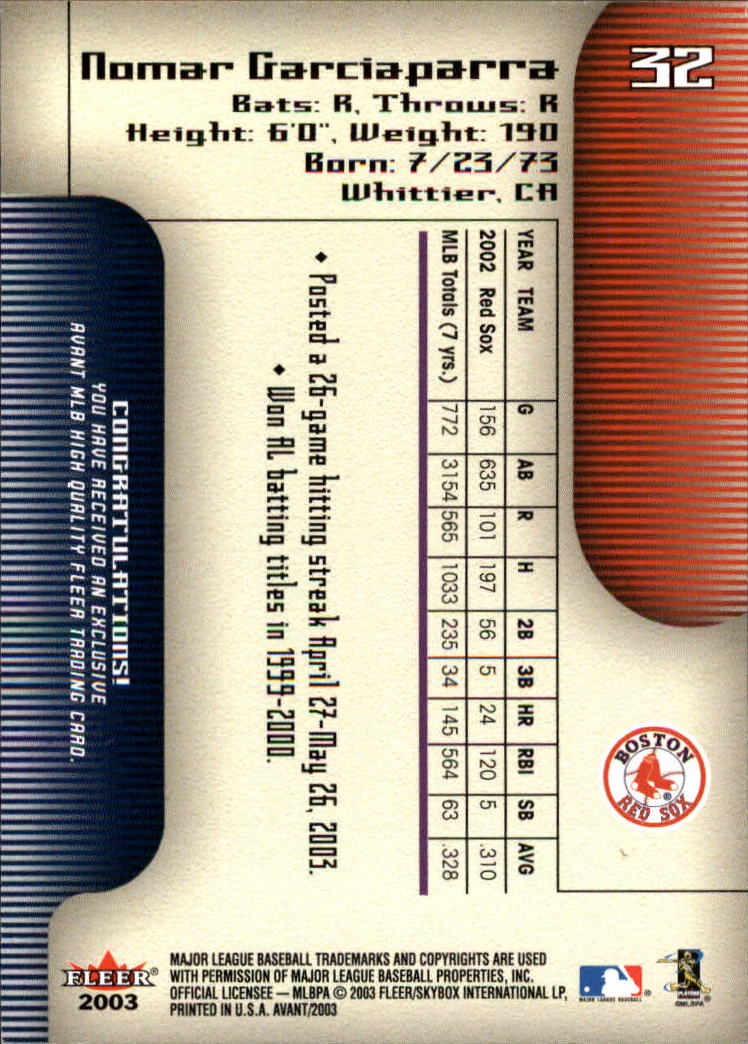 32
Nomar Garciaparra
Bats: R, Throws: R
Height: 6'0", Weight: 190
Born: 7/23/73
Whittier, CA
YEAR TEAM G AB R H 2B 3B HR RBI SB AVG
2002 Red Sox 156 635 101 197 56 5 24 120 5 .310
MLB Totals (7 yrs.) 772 3154 565 1033 235 34 145 564 63 .328
♦ Posted a 26-game hitting streak April 27-May 26, 2003.
♦ Won AL batting titles in 1999-2000.
CONGRATULATIONS!
YOU HAVE RECEIVED AN EXCLUSIVE
AVANT MLB HIGH QUALITY FLEER TRADING CARD.
BOSTON
RED SOX
®
FLEER®
2003
MAJOR LEAGUE BASEBALL TRADEMARKS AND COPYRIGHTS ARE USED
WITH PERMISSION OF MAJOR LEAGUE BASEBALL PROPERTIES, INC.
OFFICIAL LICENSEE — MLBPA © 2003 FLEER/SKYBOX INTERNATIONAL LP,
PRINTED IN U.S.A. AVANT/2003
MAJOR LEAGUE BASEBALL®
PLAYERS
©MLBPA